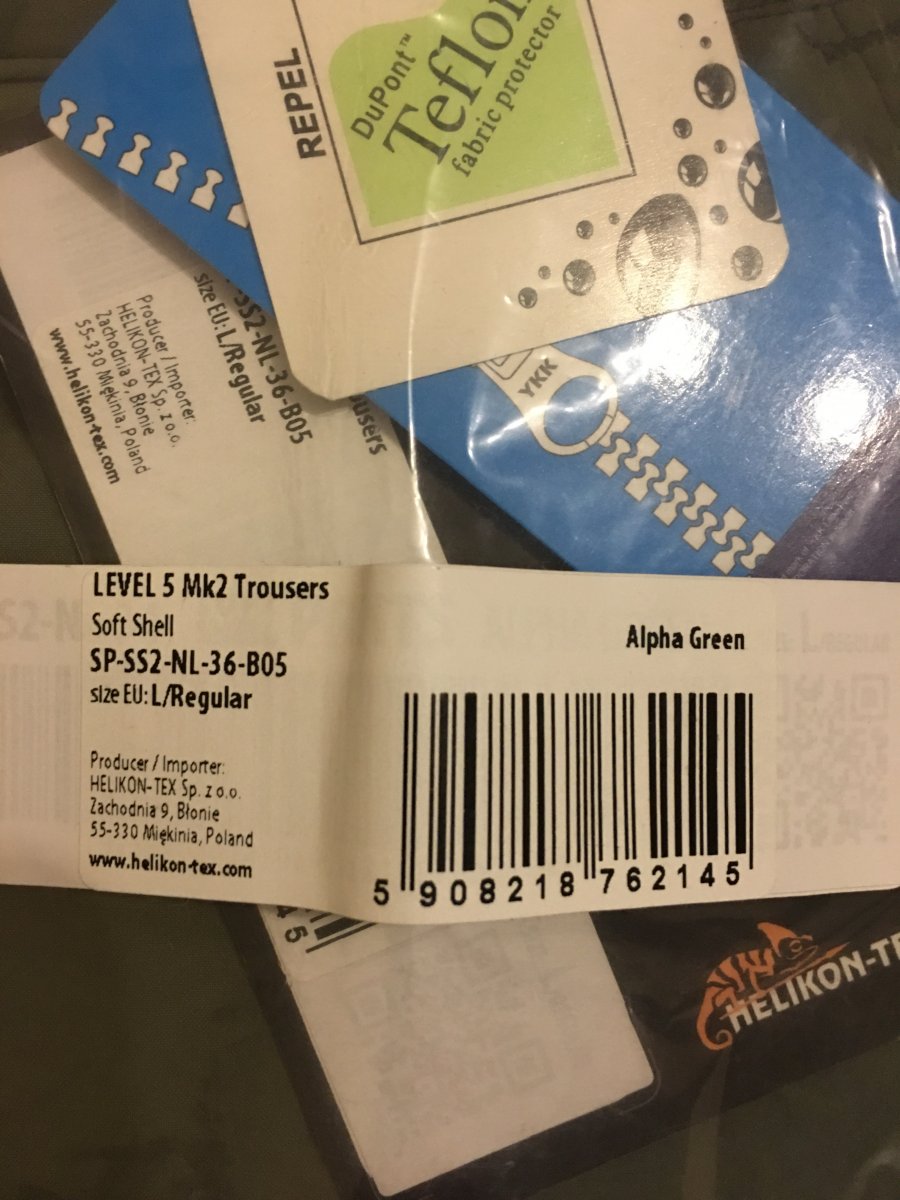 REPEL
DuPont™
Teflon
fabric protector
-SS2-NL-36-B05
size EU: L/Regular
Producer / Importer:
HELIKON-TEX Sp. z o.o.
Zachodnia 9, Błonie
55-330 Miękinia, Poland
www.helikon-tex.com
YKK
LEVEL 5 Mk2 Trousers
Soft Shell
SP-SS2-NL-36-B05
size EU: L/Regular
Alpha Green
Producer / Importer:
HELIKON-TEX Sp. z o.o.
Zachodnia 9, Błonie
55-330 Miękinia, Poland
www.helikon-tex.com
5 908218 762145
45
HELIKON-TE